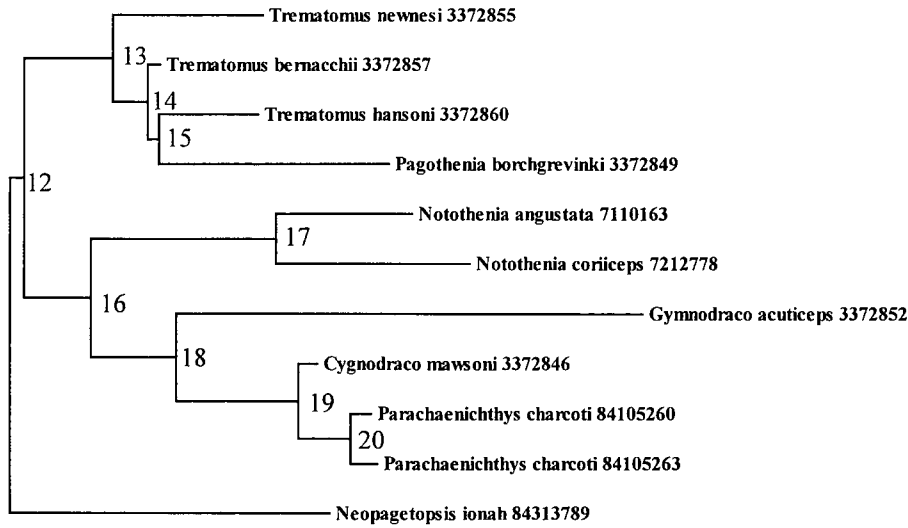 Trematomus newnesi 3372855
13
Trematomus bernacchii 3372857
14
Trematomus hansoni 3372860
15
Pagothenia borchgrevinki 3372849
12
Notothenia angustata 7110163
17
Notothenia coriiceps 7212778
16
Gymnodraco acuticeps 3372852
18
Cygnodraco mawsoni 3372846
19
Parachaenichthys charcoti 84105260
20
Parachaenichthys charcoti 84105263
Neopagetopsis ionah 84313789